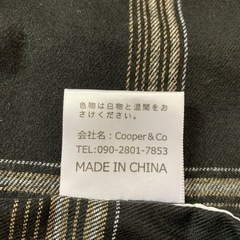 色物は白物と湿間をお
さけください。
会社名：Cooper&Co
TEL:090-2801-7853
MADE IN CHINA